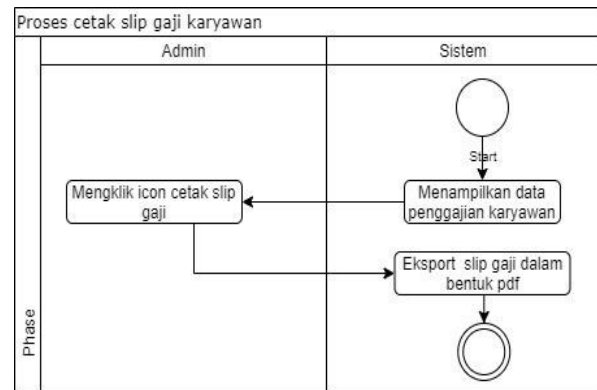 Proses cetak slip gaji karyawan
Admin
Sistem
Start
Mengklik icon cetak slip
gaji
Menampilkan data
penggajian karyawan
Eksport slip gaji dalam
bentuk pdf
Phase